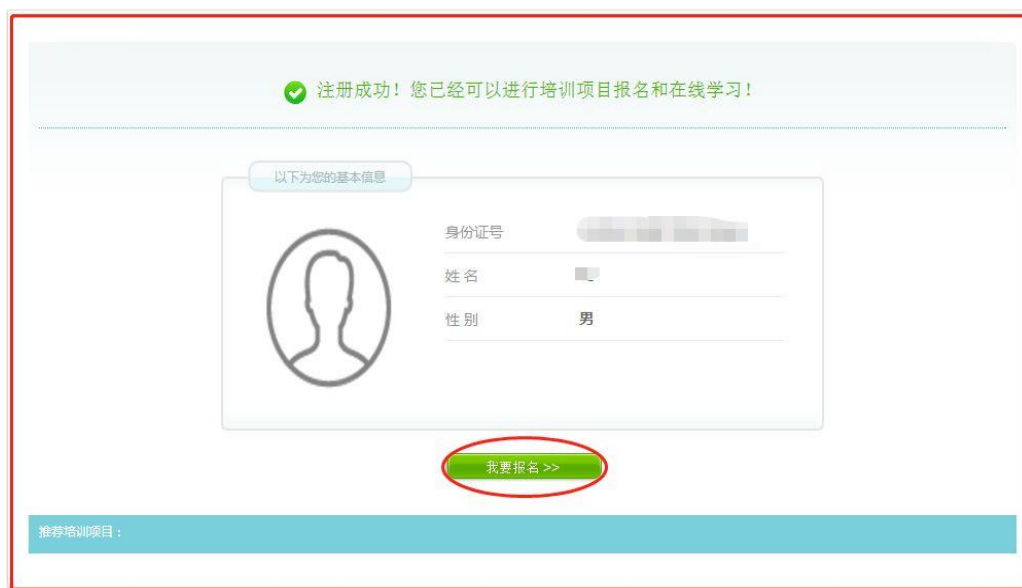 注册成功！您已经可以进行培训项目报名和在线学习！
以下为您的基本信息
身份证号
姓 名
性 别 男
我要报名 >>
推荐培训项目：